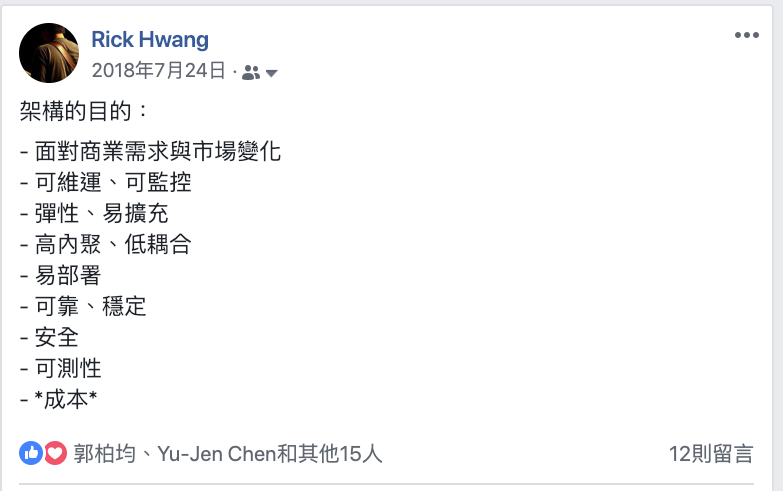 Rick Hwang
2018年7月24日 ·
架構的目的：
- 面對商業需求與市場變化
- 可維運、可監控
- 彈性、易擴充
- 高內聚、低耦合
- 易部署
- 可靠、穩定
- 安全
- 可測性
- *成本*
郭柏均、Yu-Jen Chen和其他15人
12則留言